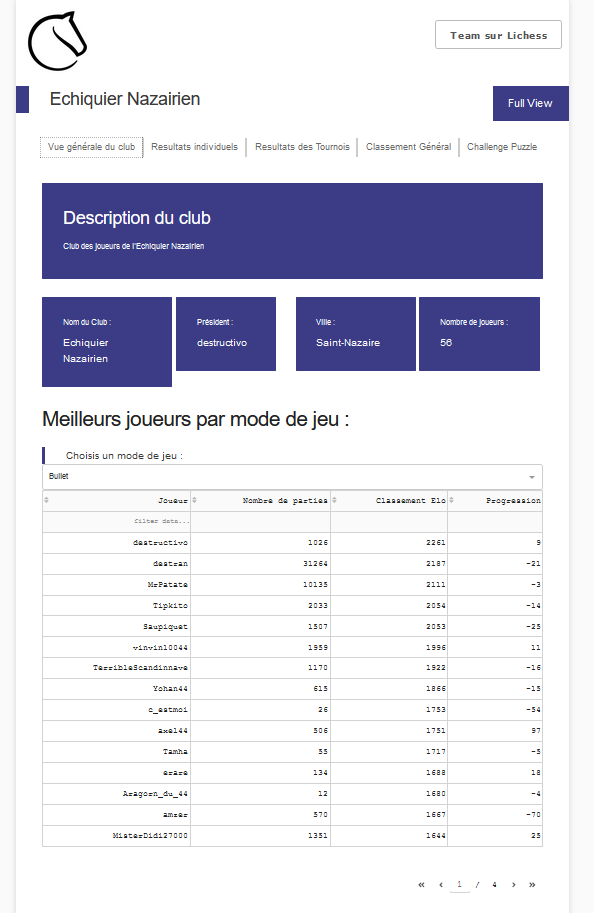 Team sur Lichess
Echiquier Nazairien
Full View
Vue générale du club Resultats individuels Resultats des Tournois Classement Général Challenge Puzzle
Description du club
Club des joueurs de l'Echiquier Nazairien
Nom du Club :
Echiquier
Nazairien
Président :
destructivo
Ville :
Saint-Nazaire
Nombre de joueurs :
56
Meilleurs joueurs par mode de jeu :
Choisis un mode de jeu :
Bullet
Joueur Nombre de parties Classement Elo Progression
filter data...
destructivo 1026 2261 9
destran 31264 2187 -21
MrPatate 10135 2111 -3
Tipkito 2033 2054 -14
Saupiquet 1507 2053 -25
vinvin10044 1959 1996 11
TerribleScandinnave 1170 1922 -16
Yohan44 615 1866 -15
c_estmoi 26 1753 -54
axel44 506 1751 97
Tamha 55 1717 -5
erare 134 1688 18
Aragorn_du_44 12 1680 -4
amzer 570 1667 -70
MisterDidi27000 1351 1644 25
« ‹ 1 / 4 › »